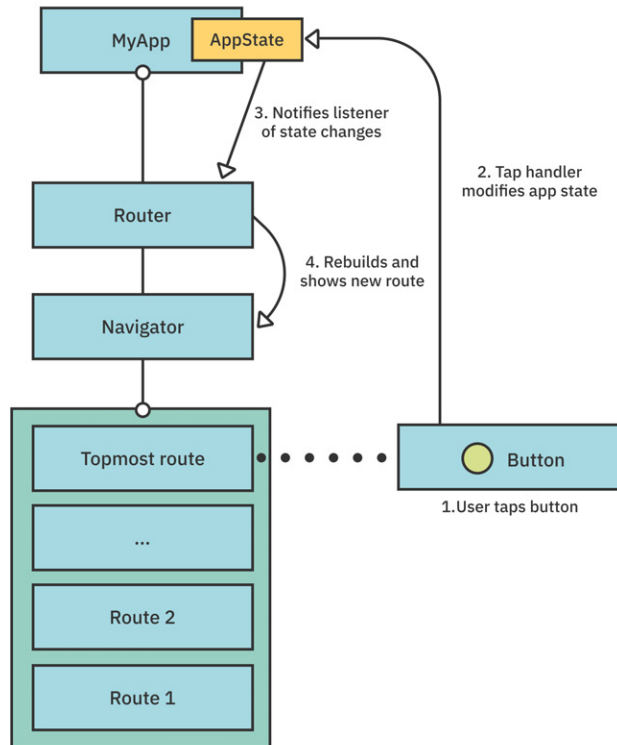 MyApp
AppState
3. Notifies listener
of state changes
2. Tap handler
modifies app state
Router
4. Rebuilds and
shows new route
Navigator
Topmost route
Button
1.User taps button
...
Route 2
Route 1